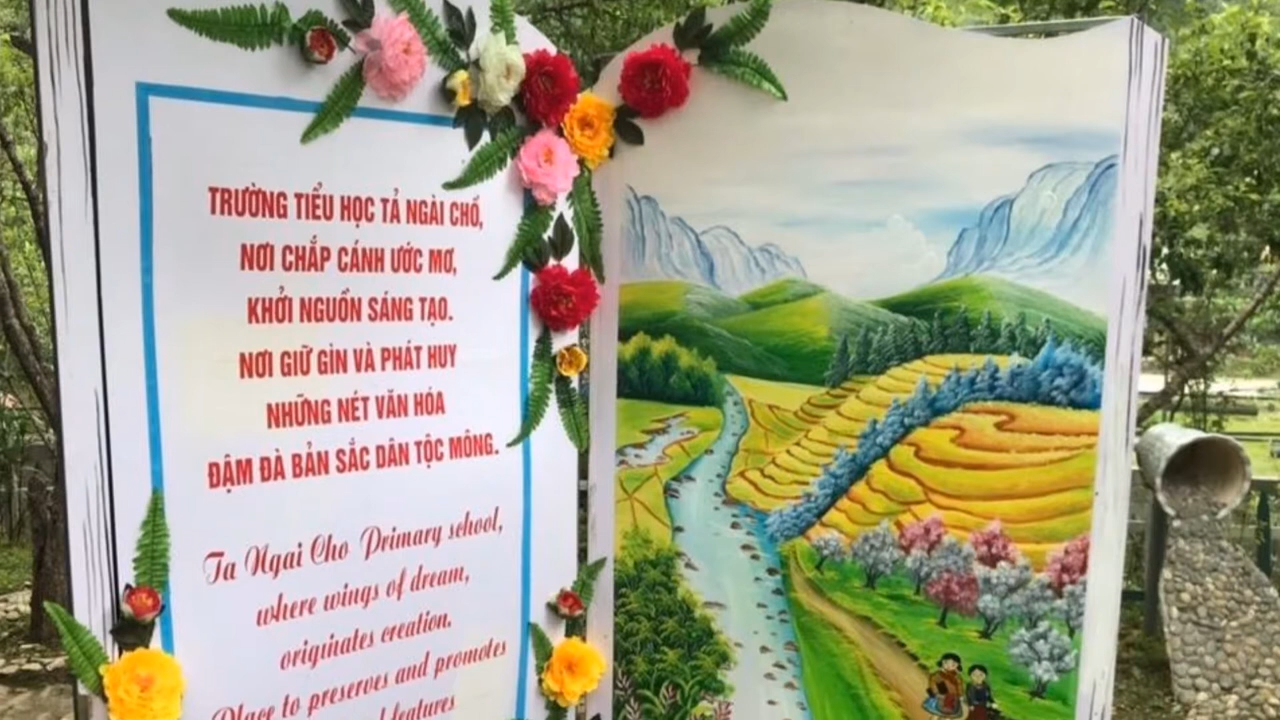 TRƯỜNG TIỂU HỌC TẢ NGÀI CHỒ,
NƠI CHẮP CÁNH ƯỚC MƠ,
KHỞI NGUỒN SÁNG TẠO.
NƠI GIỮ GÌN VÀ PHÁT HUY
NHỮNG NÉT VĂN HÓA
ĐẬM ĐÀ BẢN SẮC DÂN TỘC MÔNG.
Ta Ngai Cho Primary school,
where wings of dream,
originates creation.
Place to preserves and promotes
features